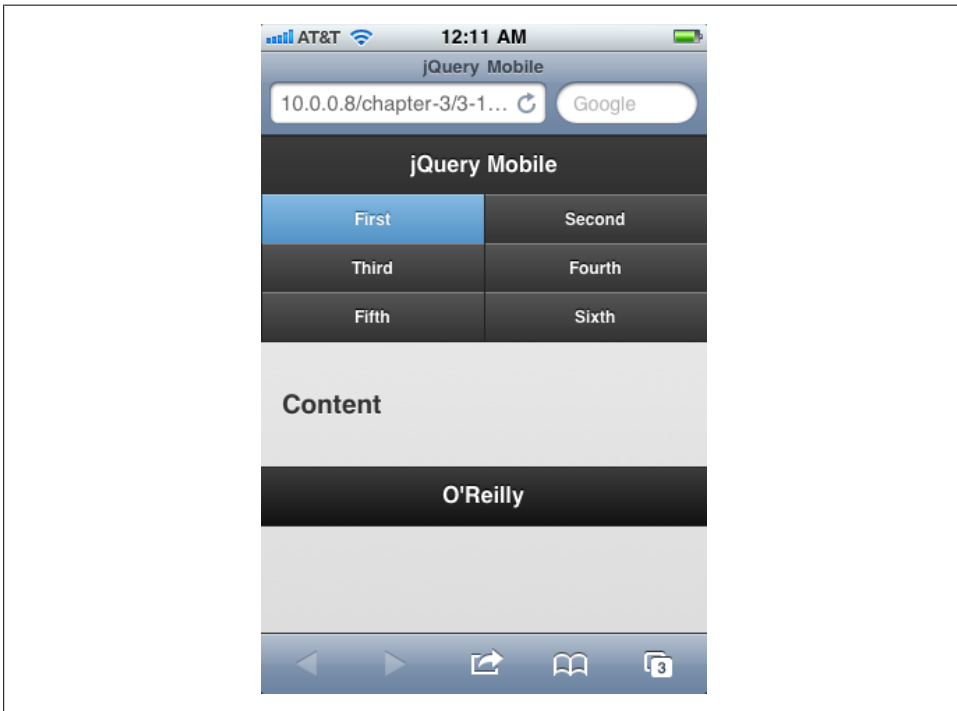 AT&T 12:11 AM
jQuery Mobile
10.0.0.8/chapter-3/3-1... Google
jQuery Mobile
First Second
Third Fourth
Fifth Sixth
Content
O'Reilly
3